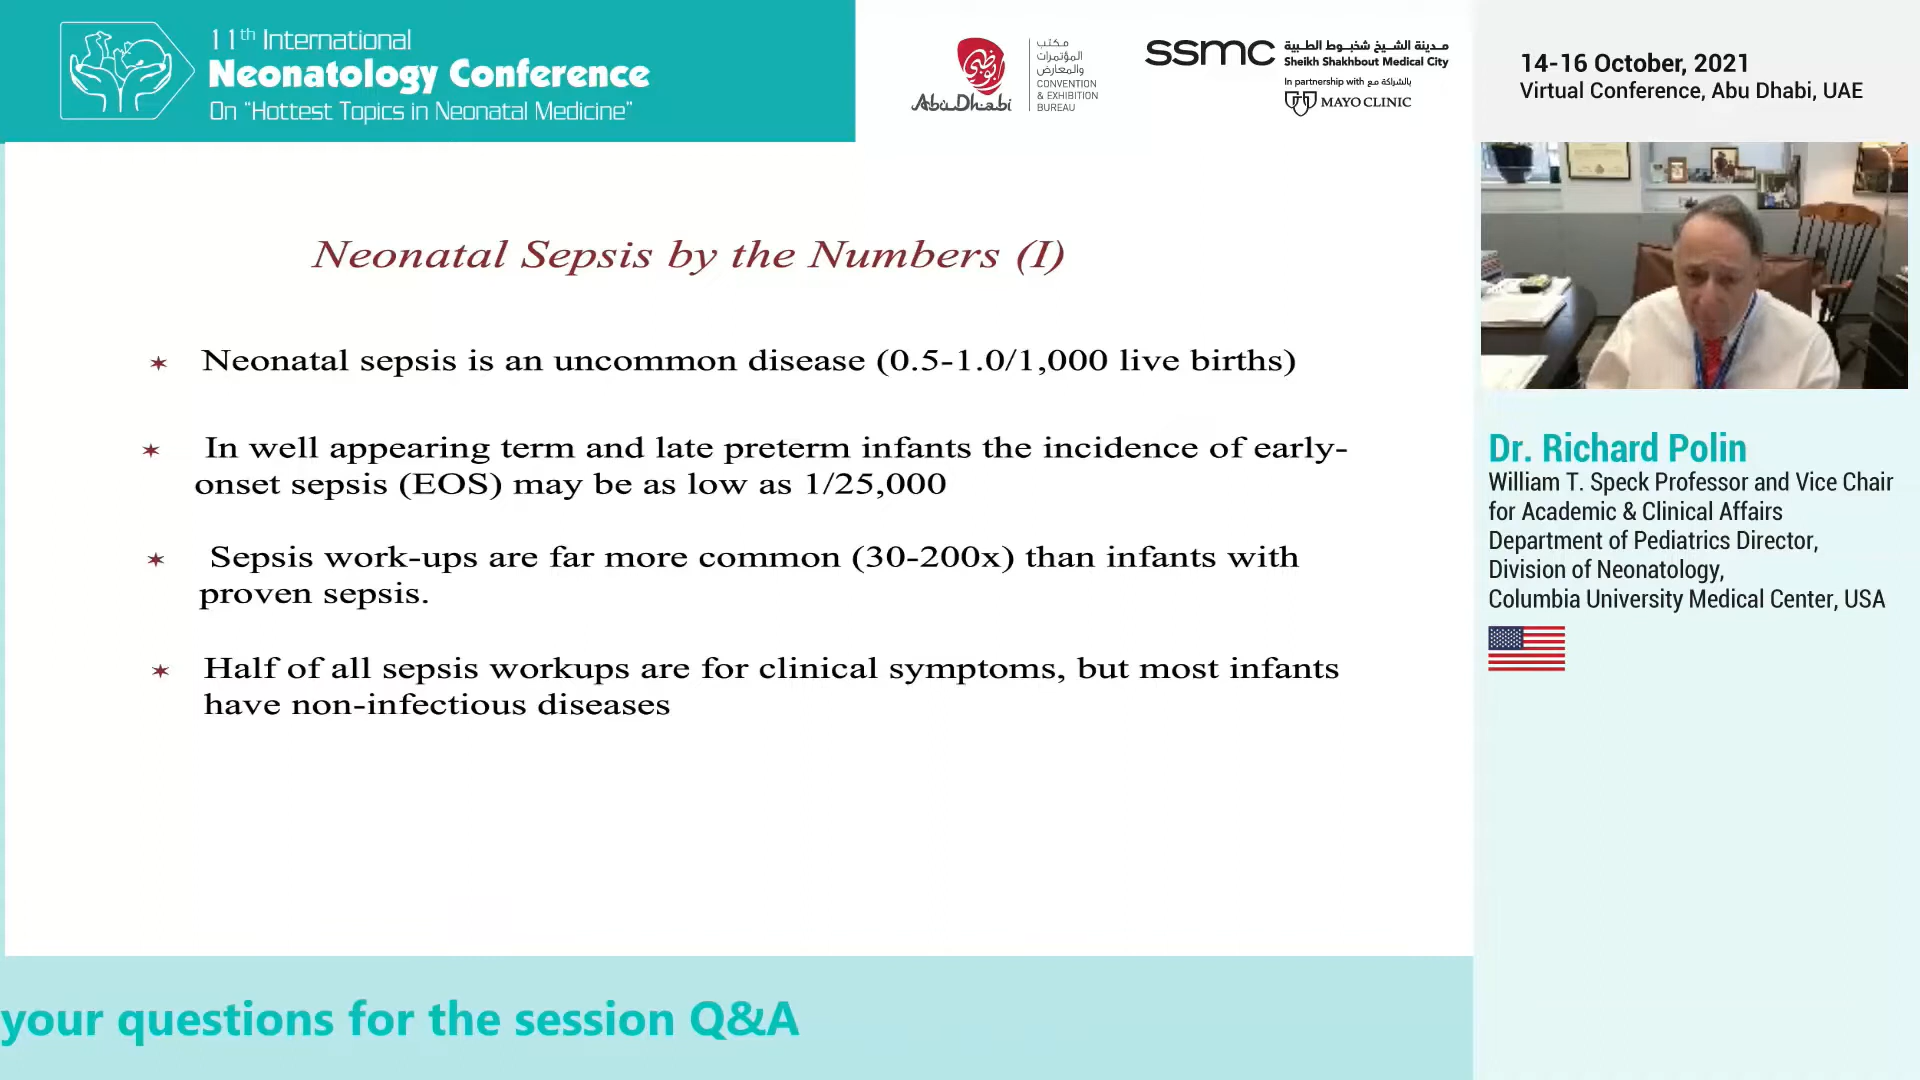 11th International
Neonatology Conference
On "Hottest Topics in Neonatal Medicine"
AbuDhabi
مكتب
المؤتمرات
والمعارض
CONVENTION
& EXHIBITION
BUREAU
ssmc
مدينة الشيخ شخبوط الطبية
Sheikh Shakhbout Medical City
In partnership with بالشراكة مع
MAYO CLINIC
14-16 October, 2021
Virtual Conference, Abu Dhabi, UAE
Neonatal Sepsis by the Numbers (I)
✶ Neonatal sepsis is an uncommon disease (0.5-1.0/1,000 live births)
✶ In well appearing term and late preterm infants the incidence of early-
onset sepsis (EOS) may be as low as 1/25,000
✶ Sepsis work-ups are far more common (30-200x) than infants with
proven sepsis.
✶ Half of all sepsis workups are for clinical symptoms, but most infants
have non-infectious diseases
Dr. Richard Polin
William T. Speck Professor and Vice Chair
for Academic & Clinical Affairs
Department of Pediatrics Director,
Division of Neonatology,
Columbia University Medical Center, USA
your questions for the session Q&A